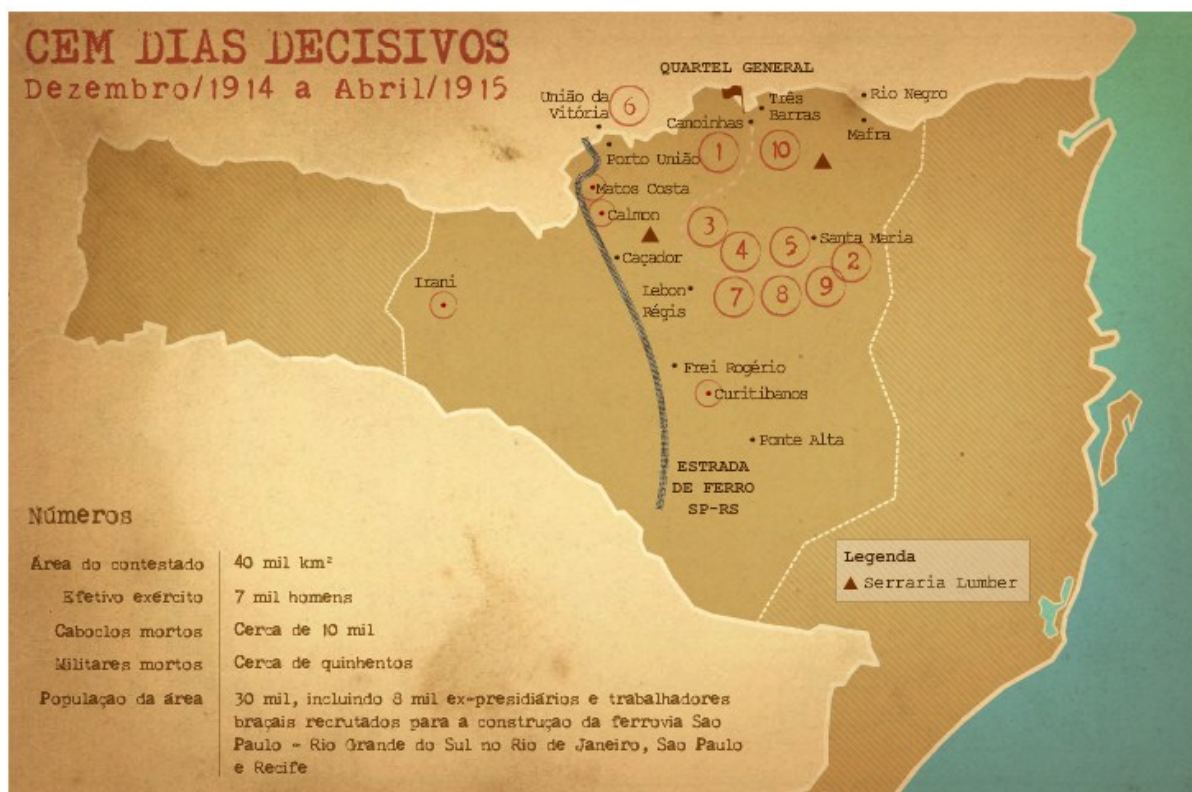 CEM DIAS DECISIVOS
Dezembro/1914 a Abril/1915
QUARTEL GENERAL
União da
Vitória
6
Canoinhas
Três
Barras
Rio Negro
Mafra
Porto União
1
10
Matos Costa
Calmon
3
4
5
Santa Maria
2
Caçador
Irani
Lebon
Régis
7
8
9
Frei Rogério
Curitibanos
Ponte Alta
ESTRADA
DE FERRO
SP-RS
Números
Área do contestado
40 mil km²
Efetivo exército
7 mil homens
Caboclos mortos
Cerca de 10 mil
Militares mortos
Cerca de quinhentos
População da área
30 mil, incluindo 8 mil ex-presidiários e trabalhadores
braçais recrutados para a construçao da ferrovia Sao
Paulo - Rio Grande do Sul no Rio de Janeiro, Sao Paulo
e Recife
Legenda
Serraria Lumber